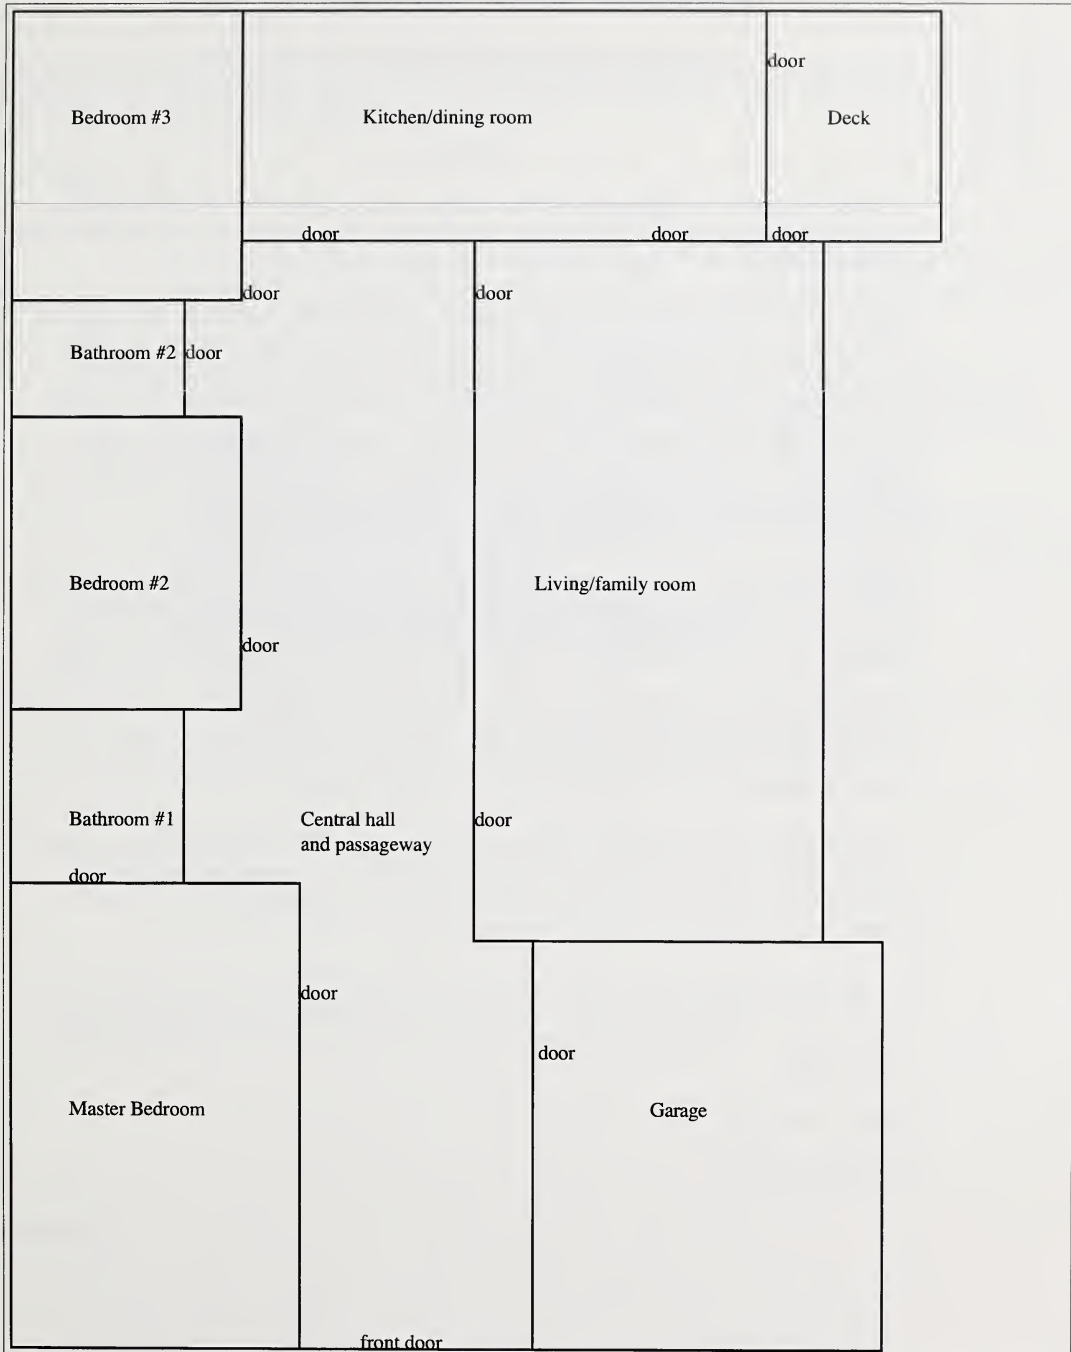 door
Bedroom #3
Kitchen/dining room
Deck
door
door
door
door
door
Bathroom #2
door
Bedroom #2
Living/family room
door
Bathroom #1
Central hall
and passageway
door
door
door
door
Master Bedroom
Garage
front door